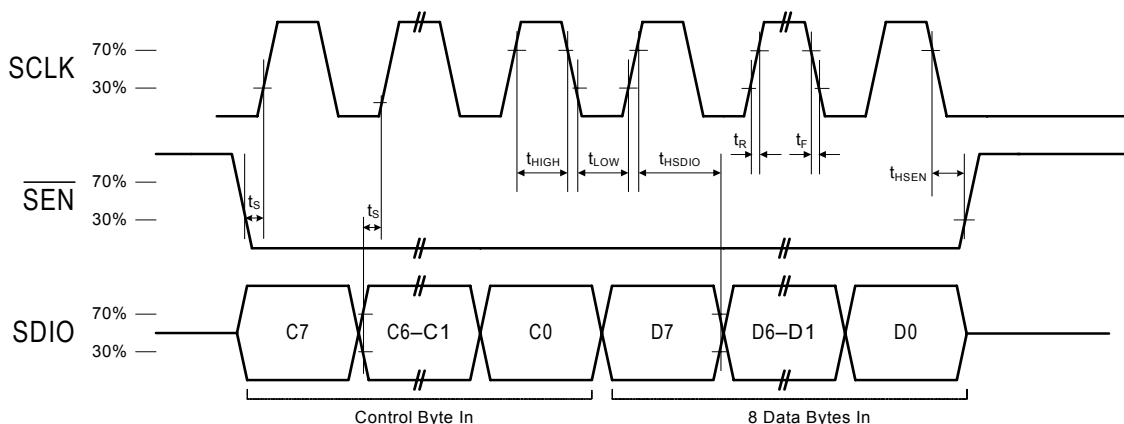 SCLK
70%
30%
tR
tF
tHIGH
tLOW
tHSDIO
tHSEN
SEN
70%
30%
tS
tS
SDIO
70%
30%
C7
C6–C1
C0
D7
D6–D1
D0
Control Byte In
8 Data Bytes In